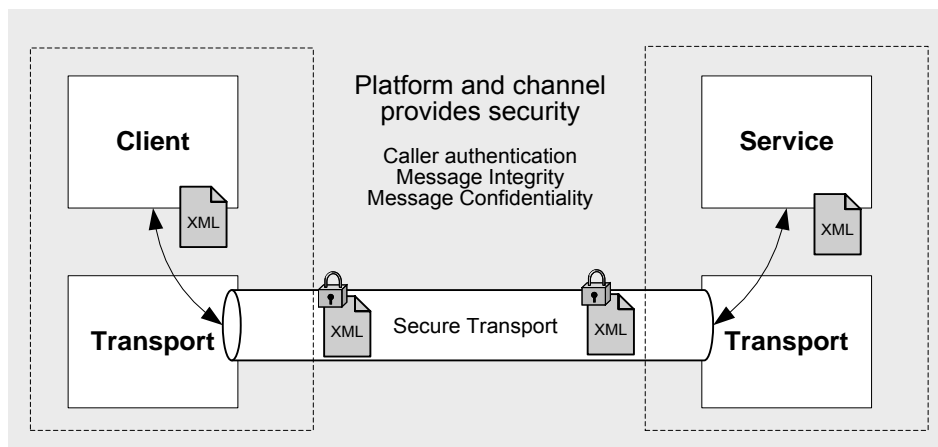 Platform and channel
provides security
Caller authentication
Message Integrity
Message Confidentiality
Client
XML
Service
XML
Transport
XML
Secure Transport
XML
Transport